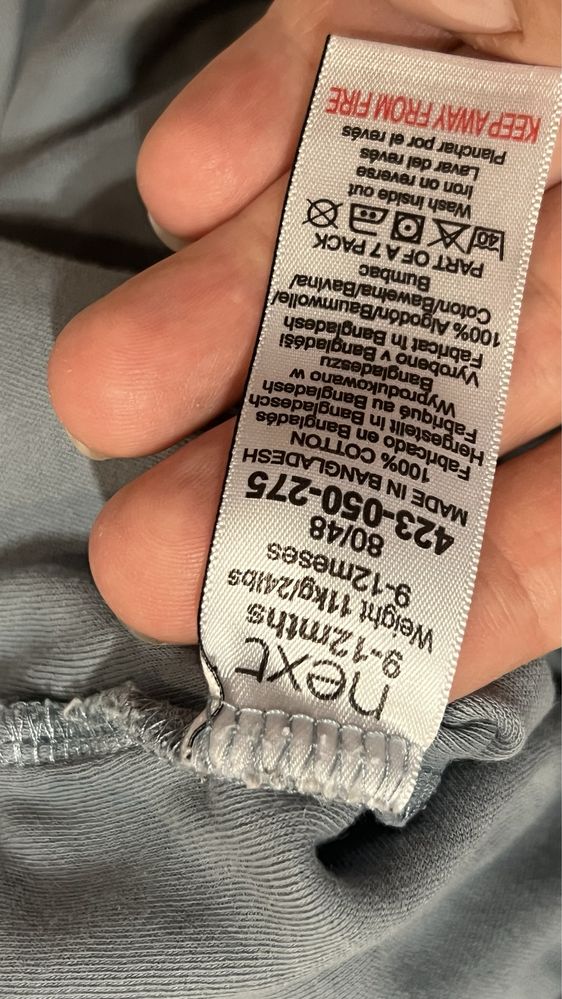 next
9-12mths
Weight 11kg/24lbs
9-12meses
80/48
423-050-275
MADE IN BANGLADESH
100% COTTON
Fabricado en Bangladés
Hergestellt in Bangladesch
Fabriqué au Bangladesh
Wyprodukowano w
Bangladeszu
Vyrobeno v Bangladéši
Fabricat în Bangladesh
100% Algodón/Baumwolle/
Coton/Bawełna/Bavlna/
Bumbac
PART OF A 7 PACK
40
Wash inside out
Iron on reverse
Lavar del revés
Planchar por el revés
KEEP AWAY FROM FIRE